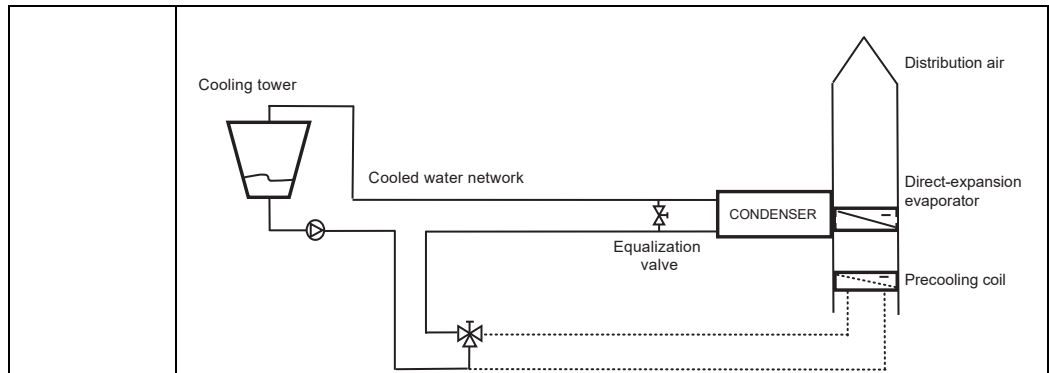 Distribution air
Cooling tower
Cooled water network
Direct-expansion
evaporator
CONDENSER
Equalization
valve
Precooling coil